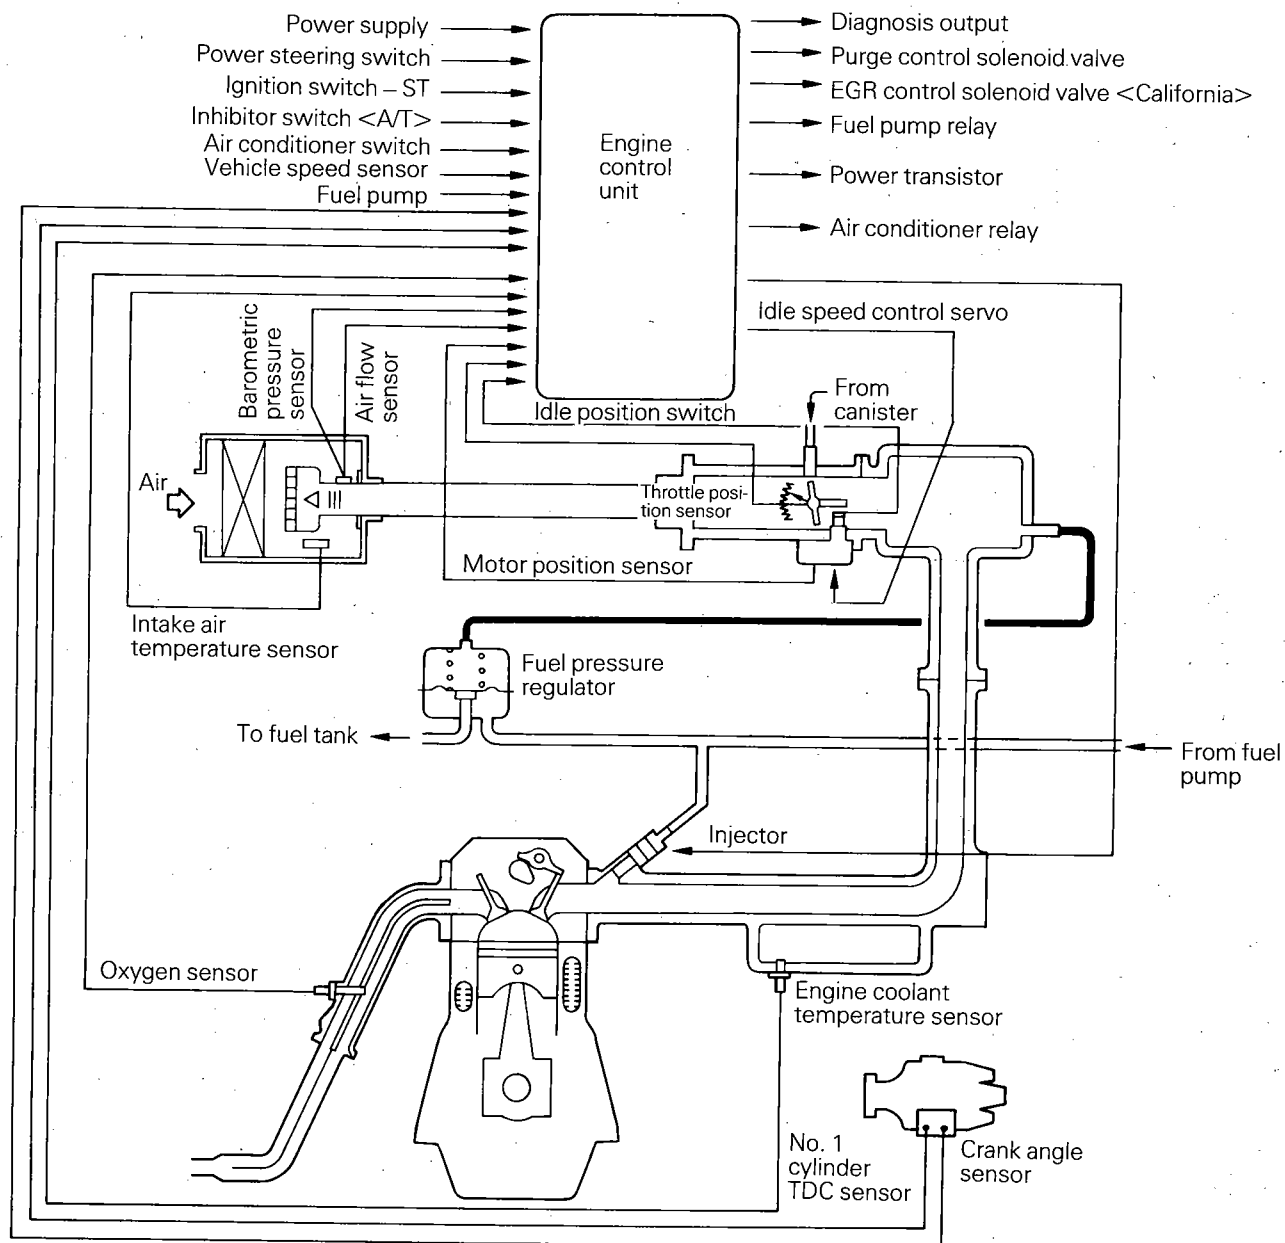 Power supply
Power steering switch
Ignition switch – ST
Inhibitor switch <A/T>
Air conditioner switch
Vehicle speed sensor
Fuel pump
Engine
control
unit
Diagnosis output
Purge control solenoid valve
EGR control solenoid valve <California>
Fuel pump relay
Power transistor
Air conditioner relay
Idle speed control servo
Barometric
pressure
sensor
Air flow
sensor
Idle position switch
From
canister
Air
Throttle posi-
tion sensor
Motor position sensor
Intake air
temperature sensor
Fuel pressure
regulator
To fuel tank
From fuel
pump
Injector
Oxygen sensor
Engine coolant
temperature sensor
No. 1
cylinder
TDC sensor
Crank angle
sensor